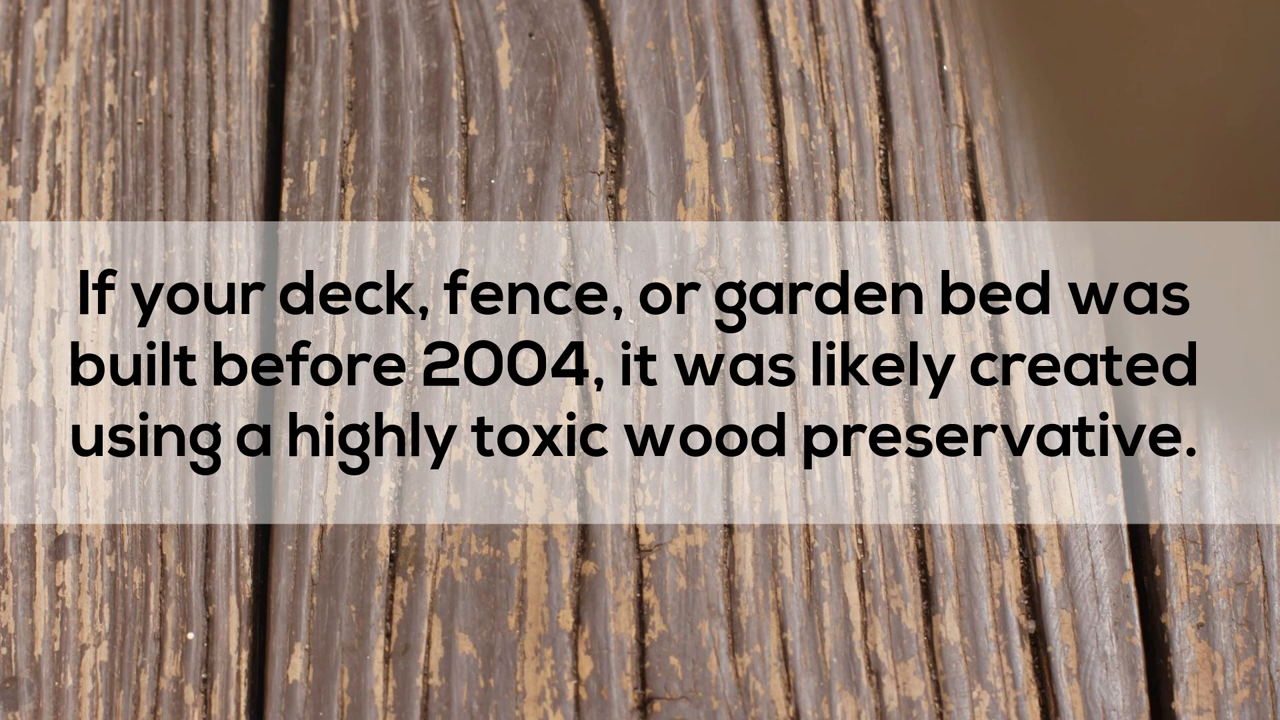 If your deck, fence, or garden bed was
built before 2004, it was likely created
using a highly toxic wood preservative.